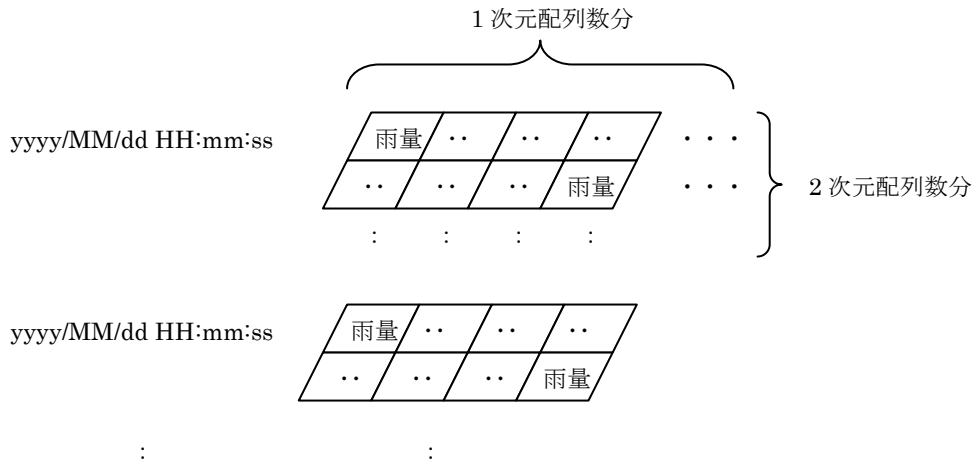 1 次元配列数分
yyyy/MM/dd HH:mm:ss 雨量 ‥ ‥ ‥ ・・・
‥ ‥ ‥ 雨量 ・・・
2 次元配列数分
: : : :
yyyy/MM/dd HH:mm:ss 雨量 ‥ ‥ ‥
‥ ‥ ‥ 雨量
: :